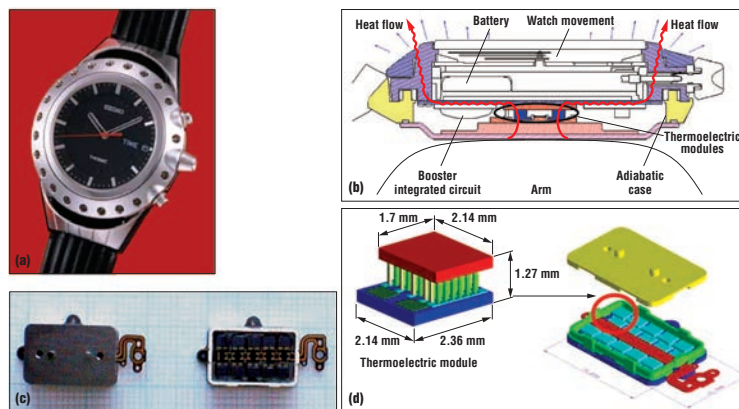 SEIKO
THERMIC
(a)
Heat flow
Battery
Watch movement
Heat flow
Thermoelectric
modules
Booster
integrated circuit
Arm
Adiabatic
case
(b)
(c)
1.7 mm
2.14 mm
1.27 mm
2.14 mm
2.36 mm
Thermoelectric module
(d)